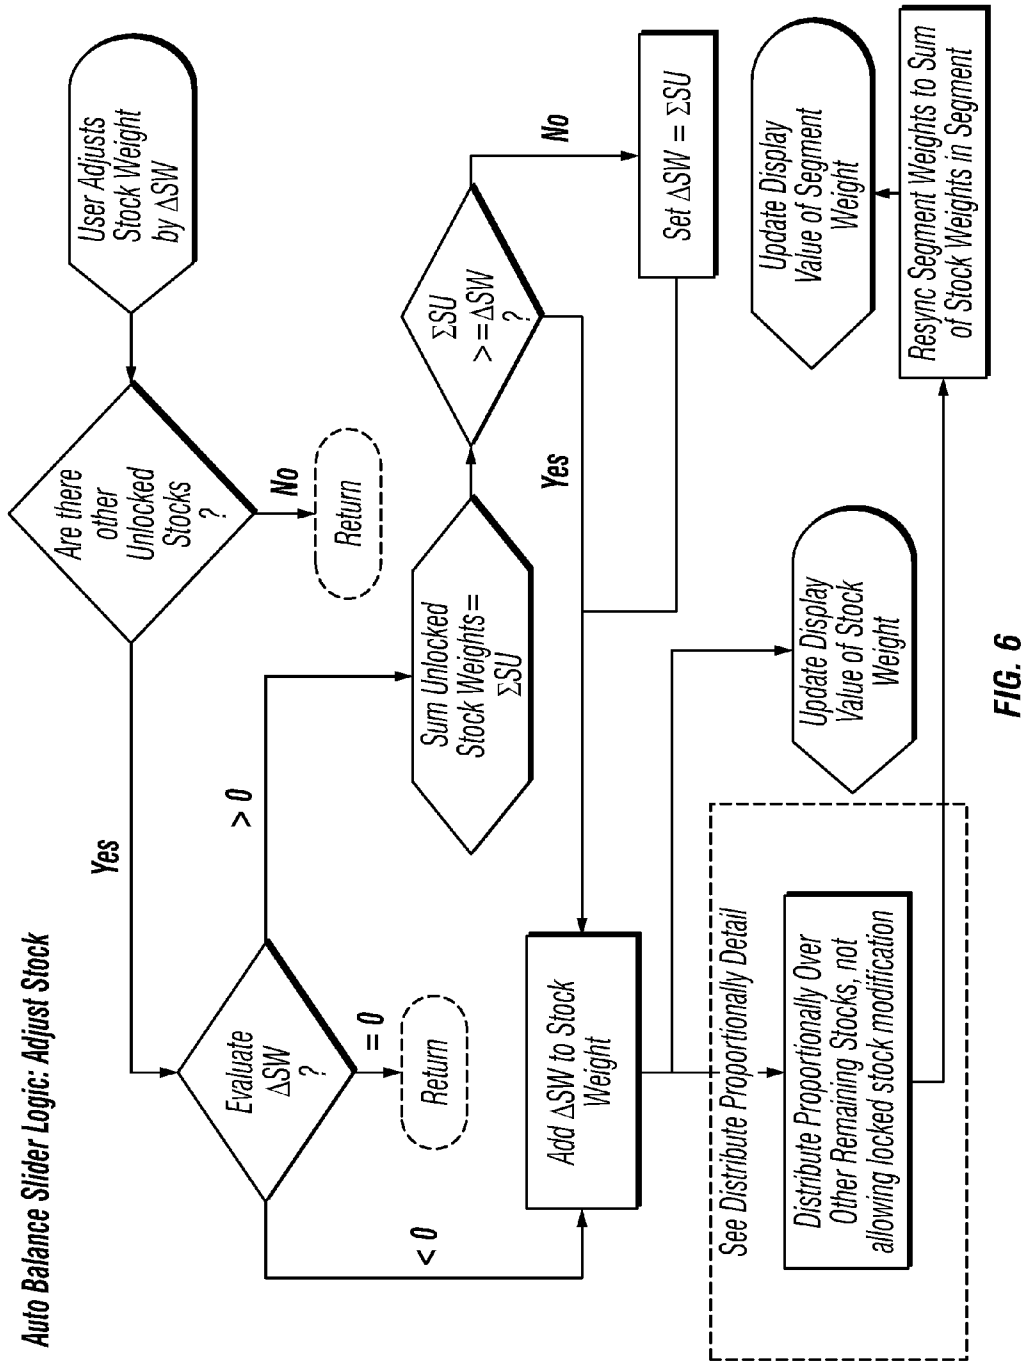 Auto Balance Slider Logic: Adjust Stock
User Adjusts
Stock Weight
by ΔSW
Are there
other
Unlocked
Stocks
?
Yes
No
Return
Evaluate
ΔSW
?
> 0
= 0
< 0
Return
Sum Unlocked
Stock Weights=
ΣSU
ΣSU
>=ΔSW
?
Yes
No
Set ΔSW = ΣSU
Add ΔSW to Stock
Weight
See Distribute Proportionally Detail
Distribute Proportionally Over
Other Remaining Stocks, not
allowing locked stock modification
Update Display
Value of Stock
Weight
Update Display
Value of Segment
Weight
Resync Segment Weights to Sum
of Stock Weights in Segment
FIG. 6